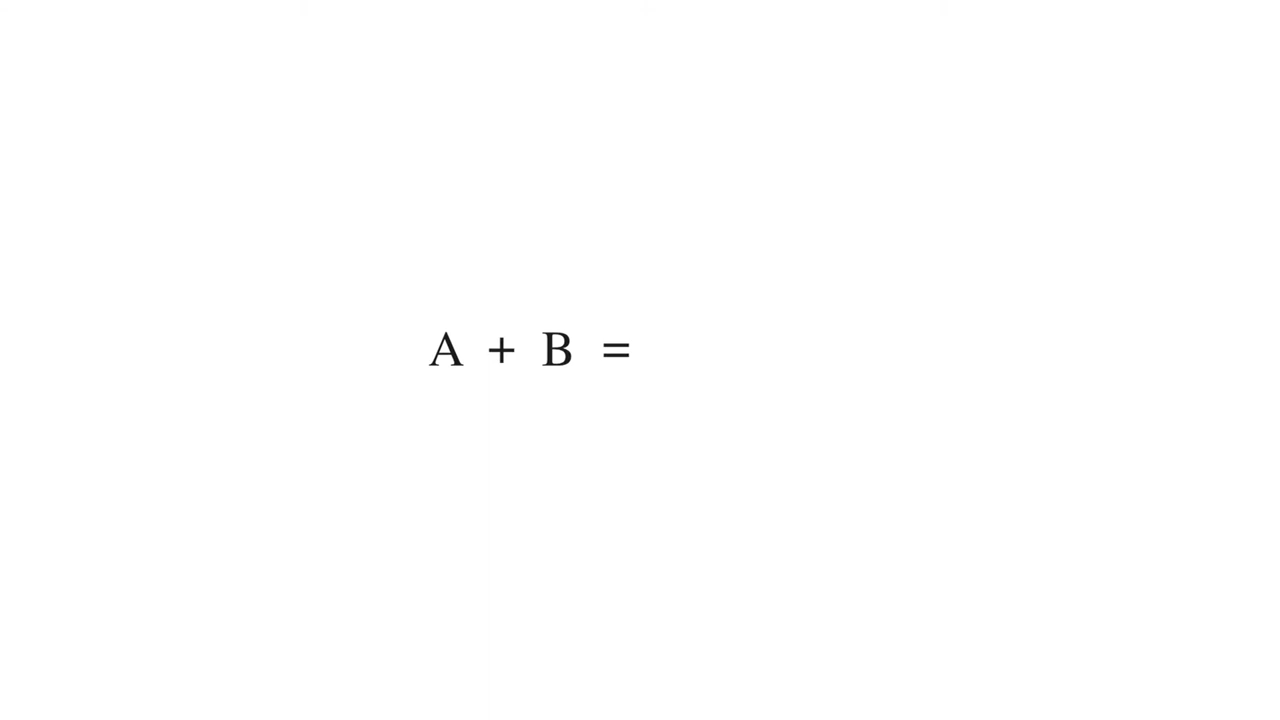 A + B =